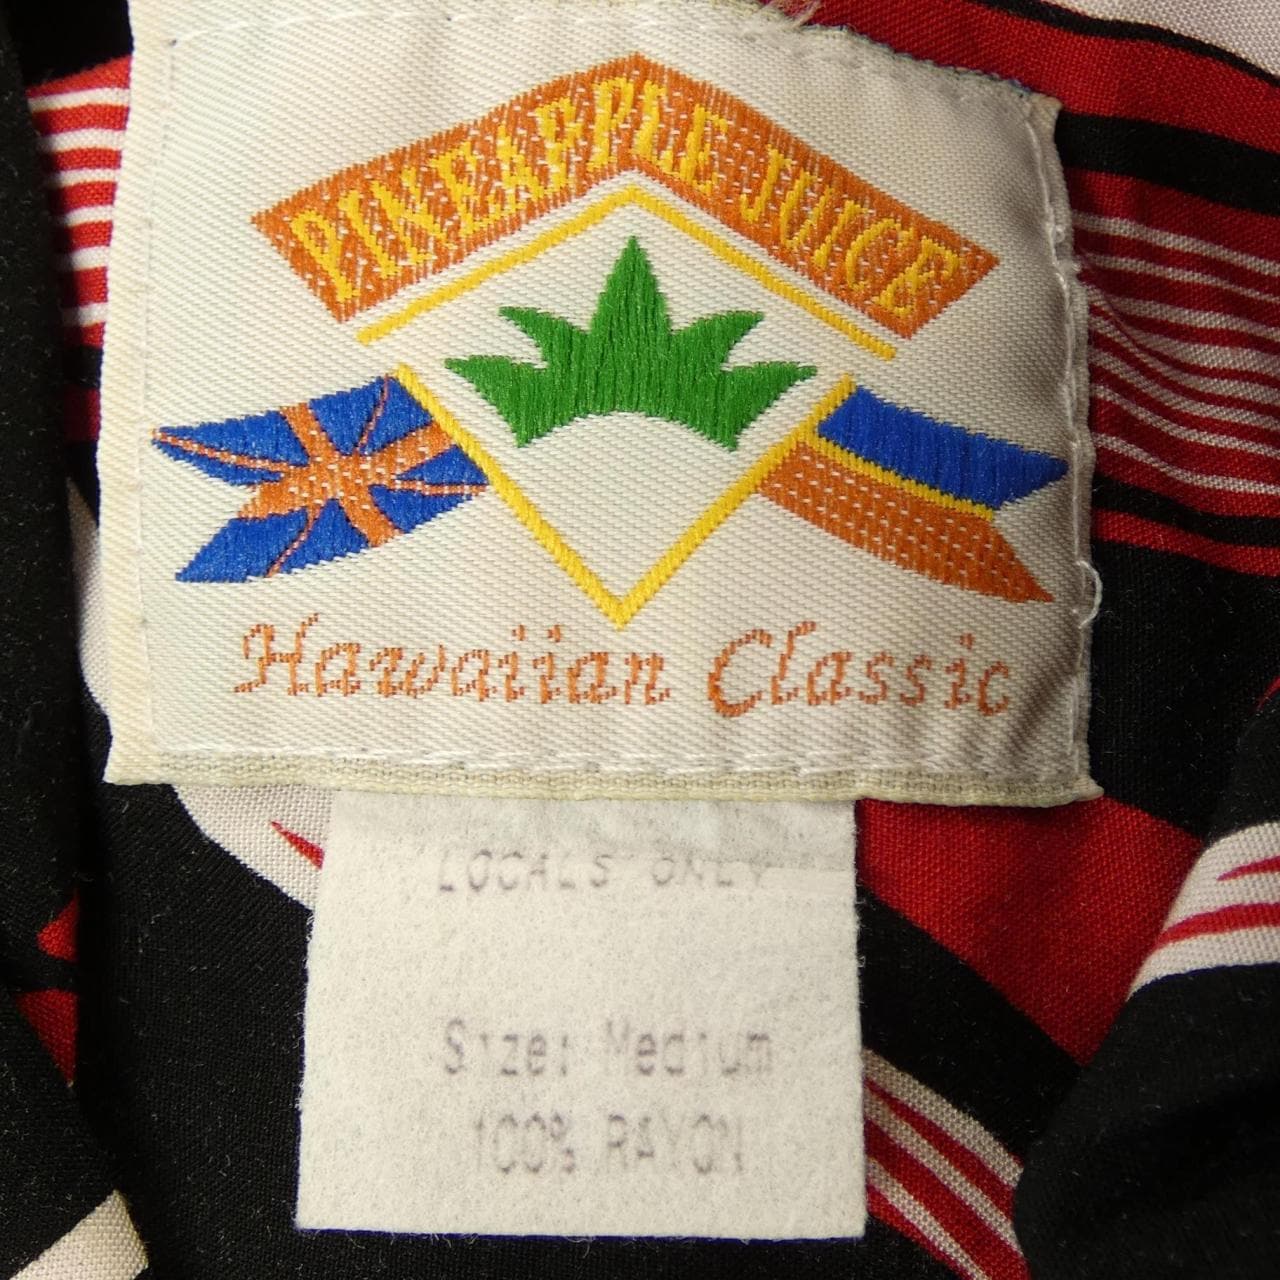 PINEAPPLE JUICE
Hawaiian Classic
LOCALS ONLY
Size: Medium
100% RAYON